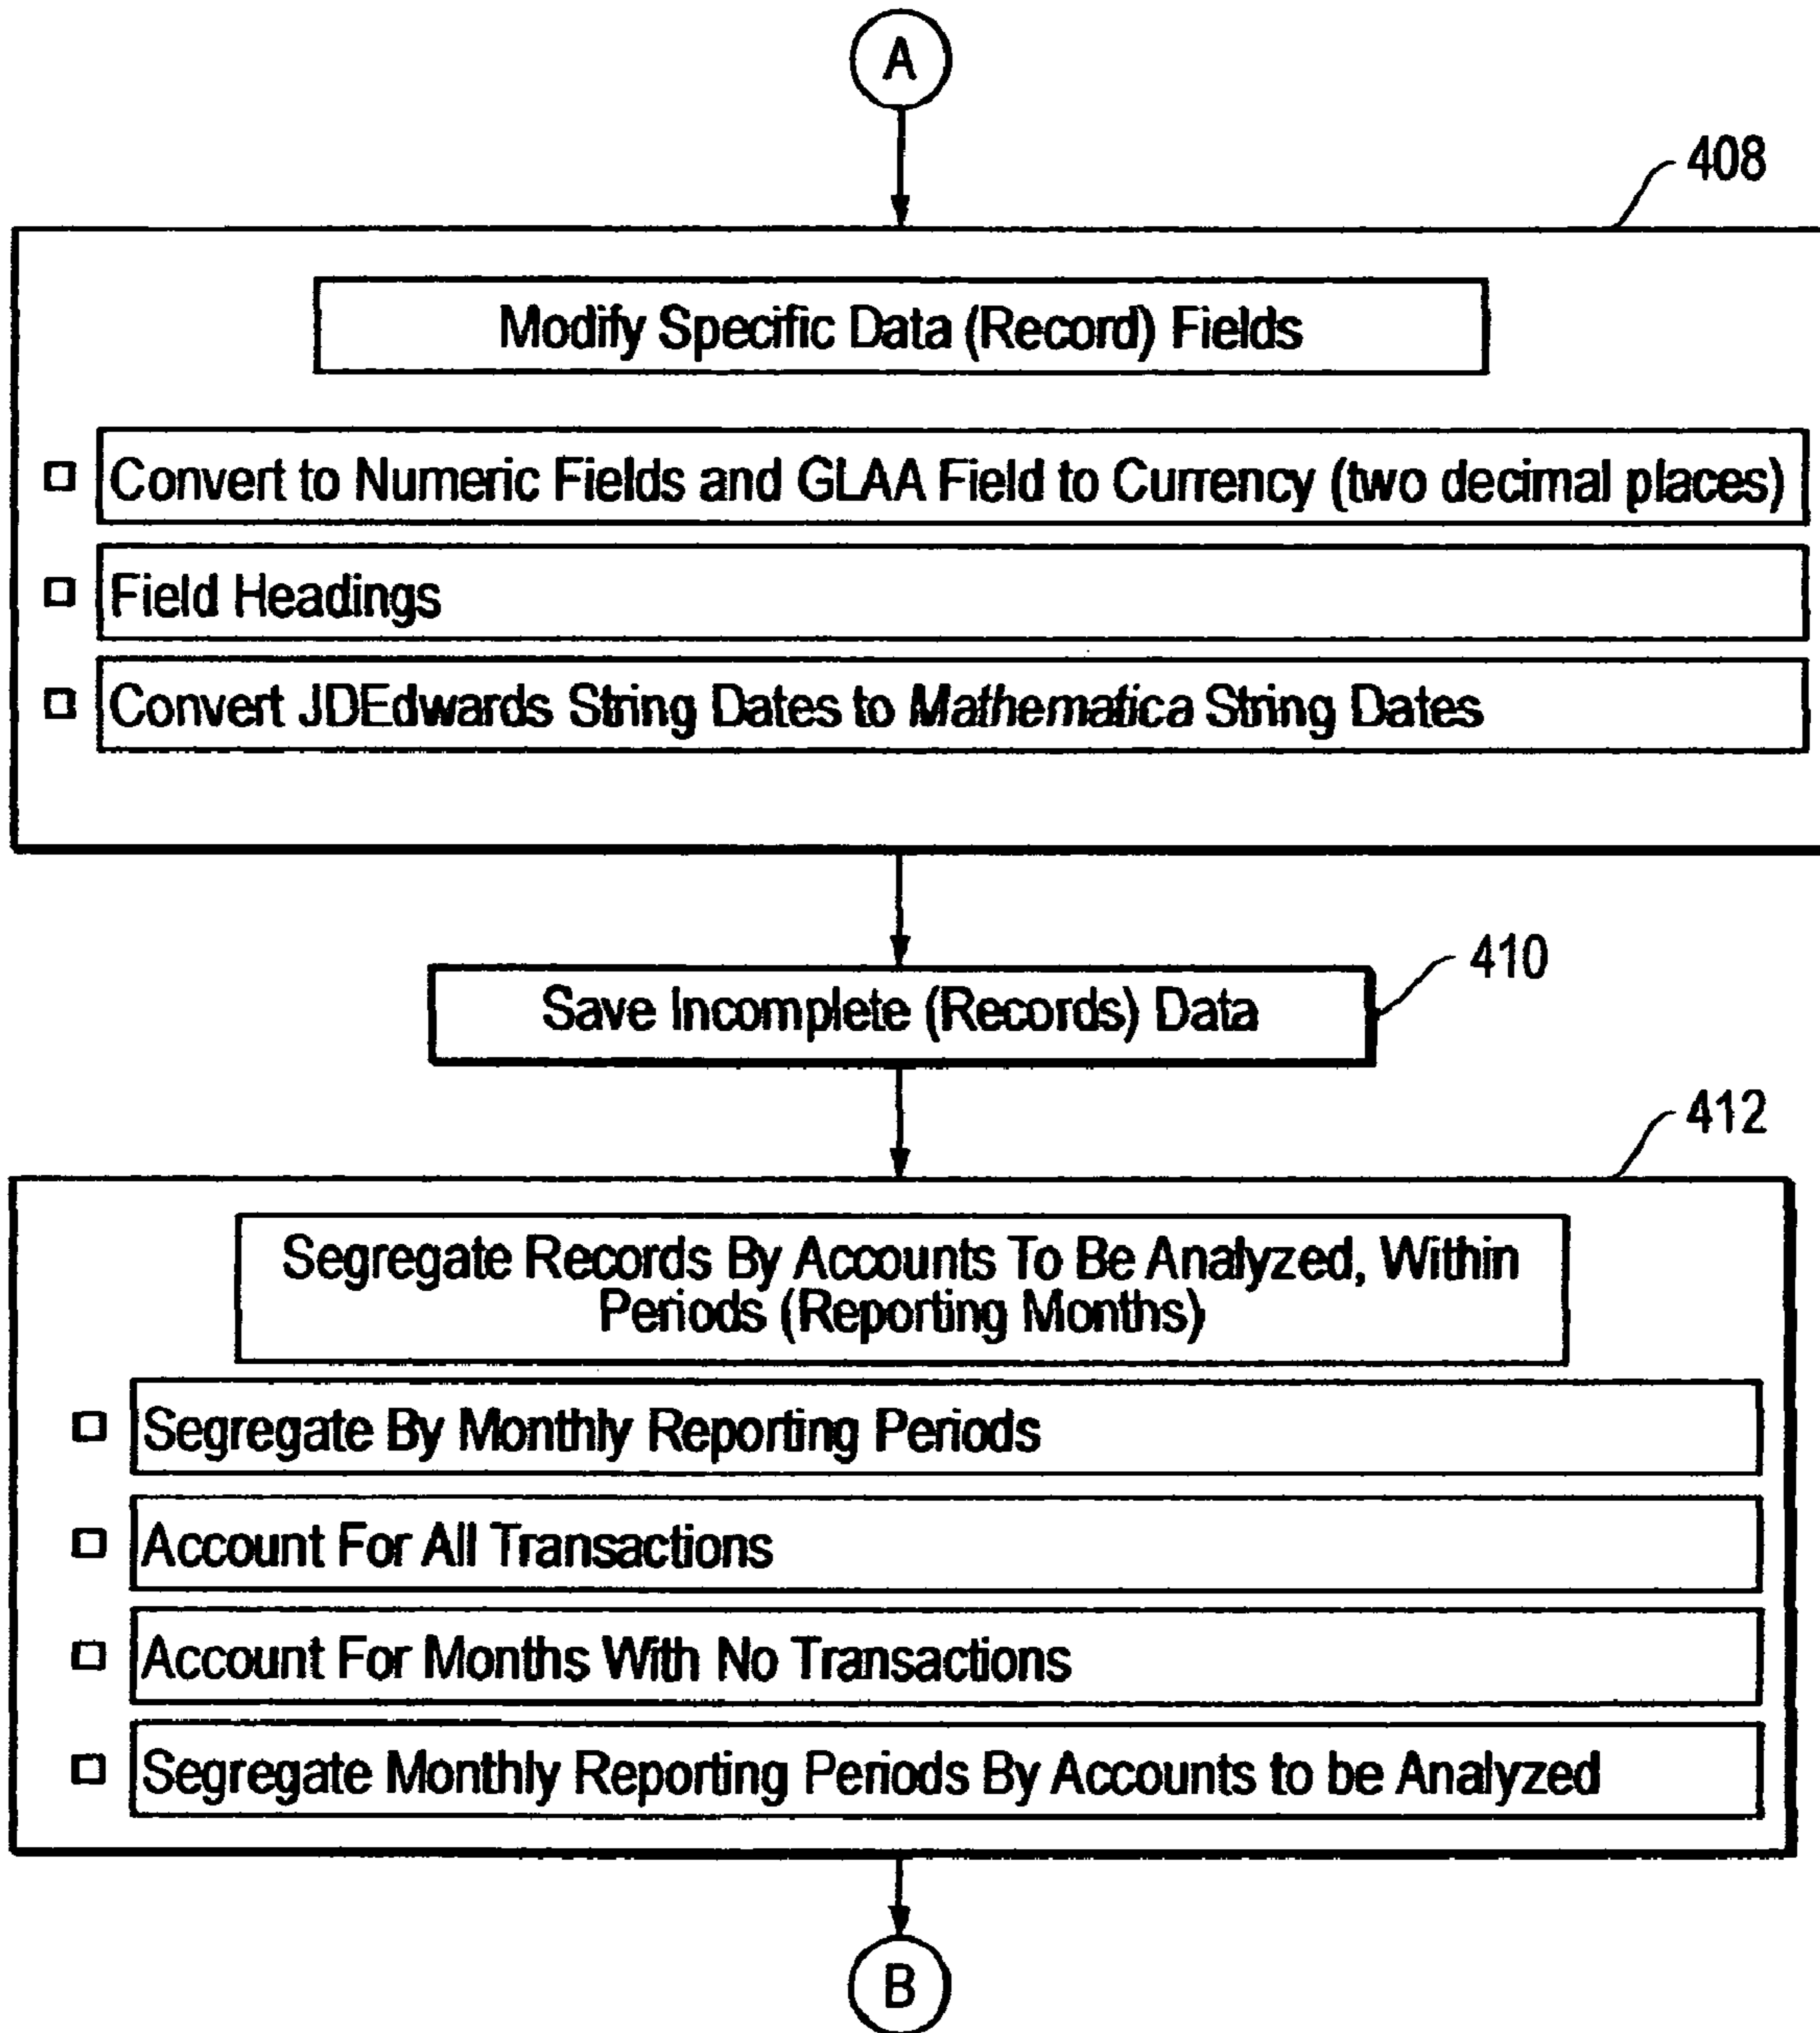 A
408
Modify Specific Data (Record) Fields
Convert to Numeric Fields and GLAA Field to Currency (two decimal places)
Field Headings
Convert JDEdwards String Dates to Mathematica String Dates
410
Save Incomplete (Records) Data
412
Segregate Records By Accounts To Be Analyzed, Within
Periods (Reporting Months)
Segregate By Monthly Reporting Periods
Account For All Transactions
Account For Months With No Transactions
Segregate Monthly Reporting Periods By Accounts to be Analyzed
B